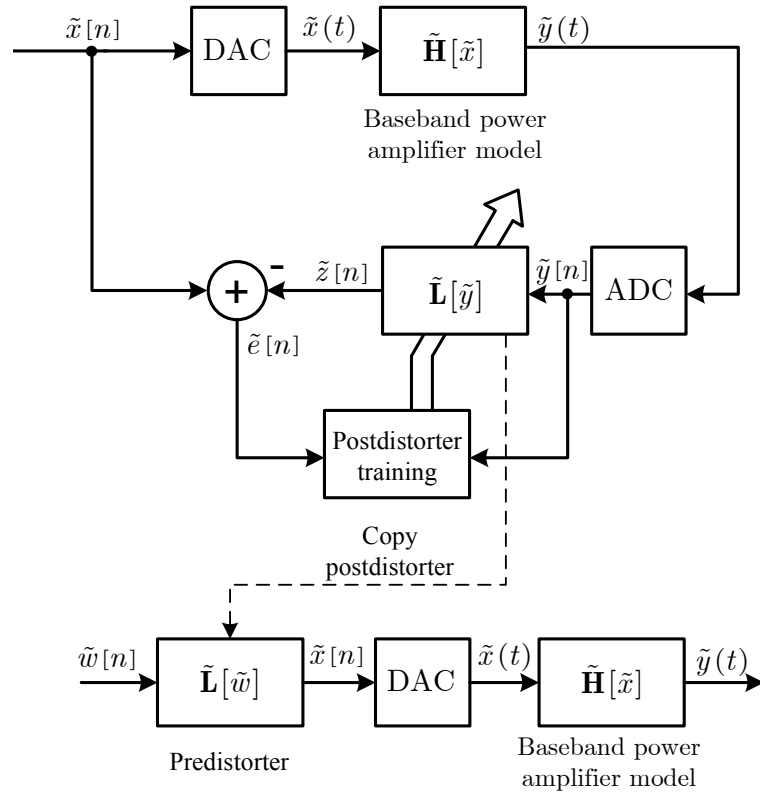 x̃[n]
DAC
x̃(t)
H̃[x̃]
ỹ(t)
Baseband power
amplifier model
+
-
z̃[n]
L̃[ỹ]
ỹ[n]
ADC
ẽ[n]
Postdistorter
training
Copy
postdistorter
w̃[n]
L̃[w̃]
x̃[n]
DAC
x̃(t)
H̃[x̃]
ỹ(t)
Predistorter
Baseband power
amplifier model